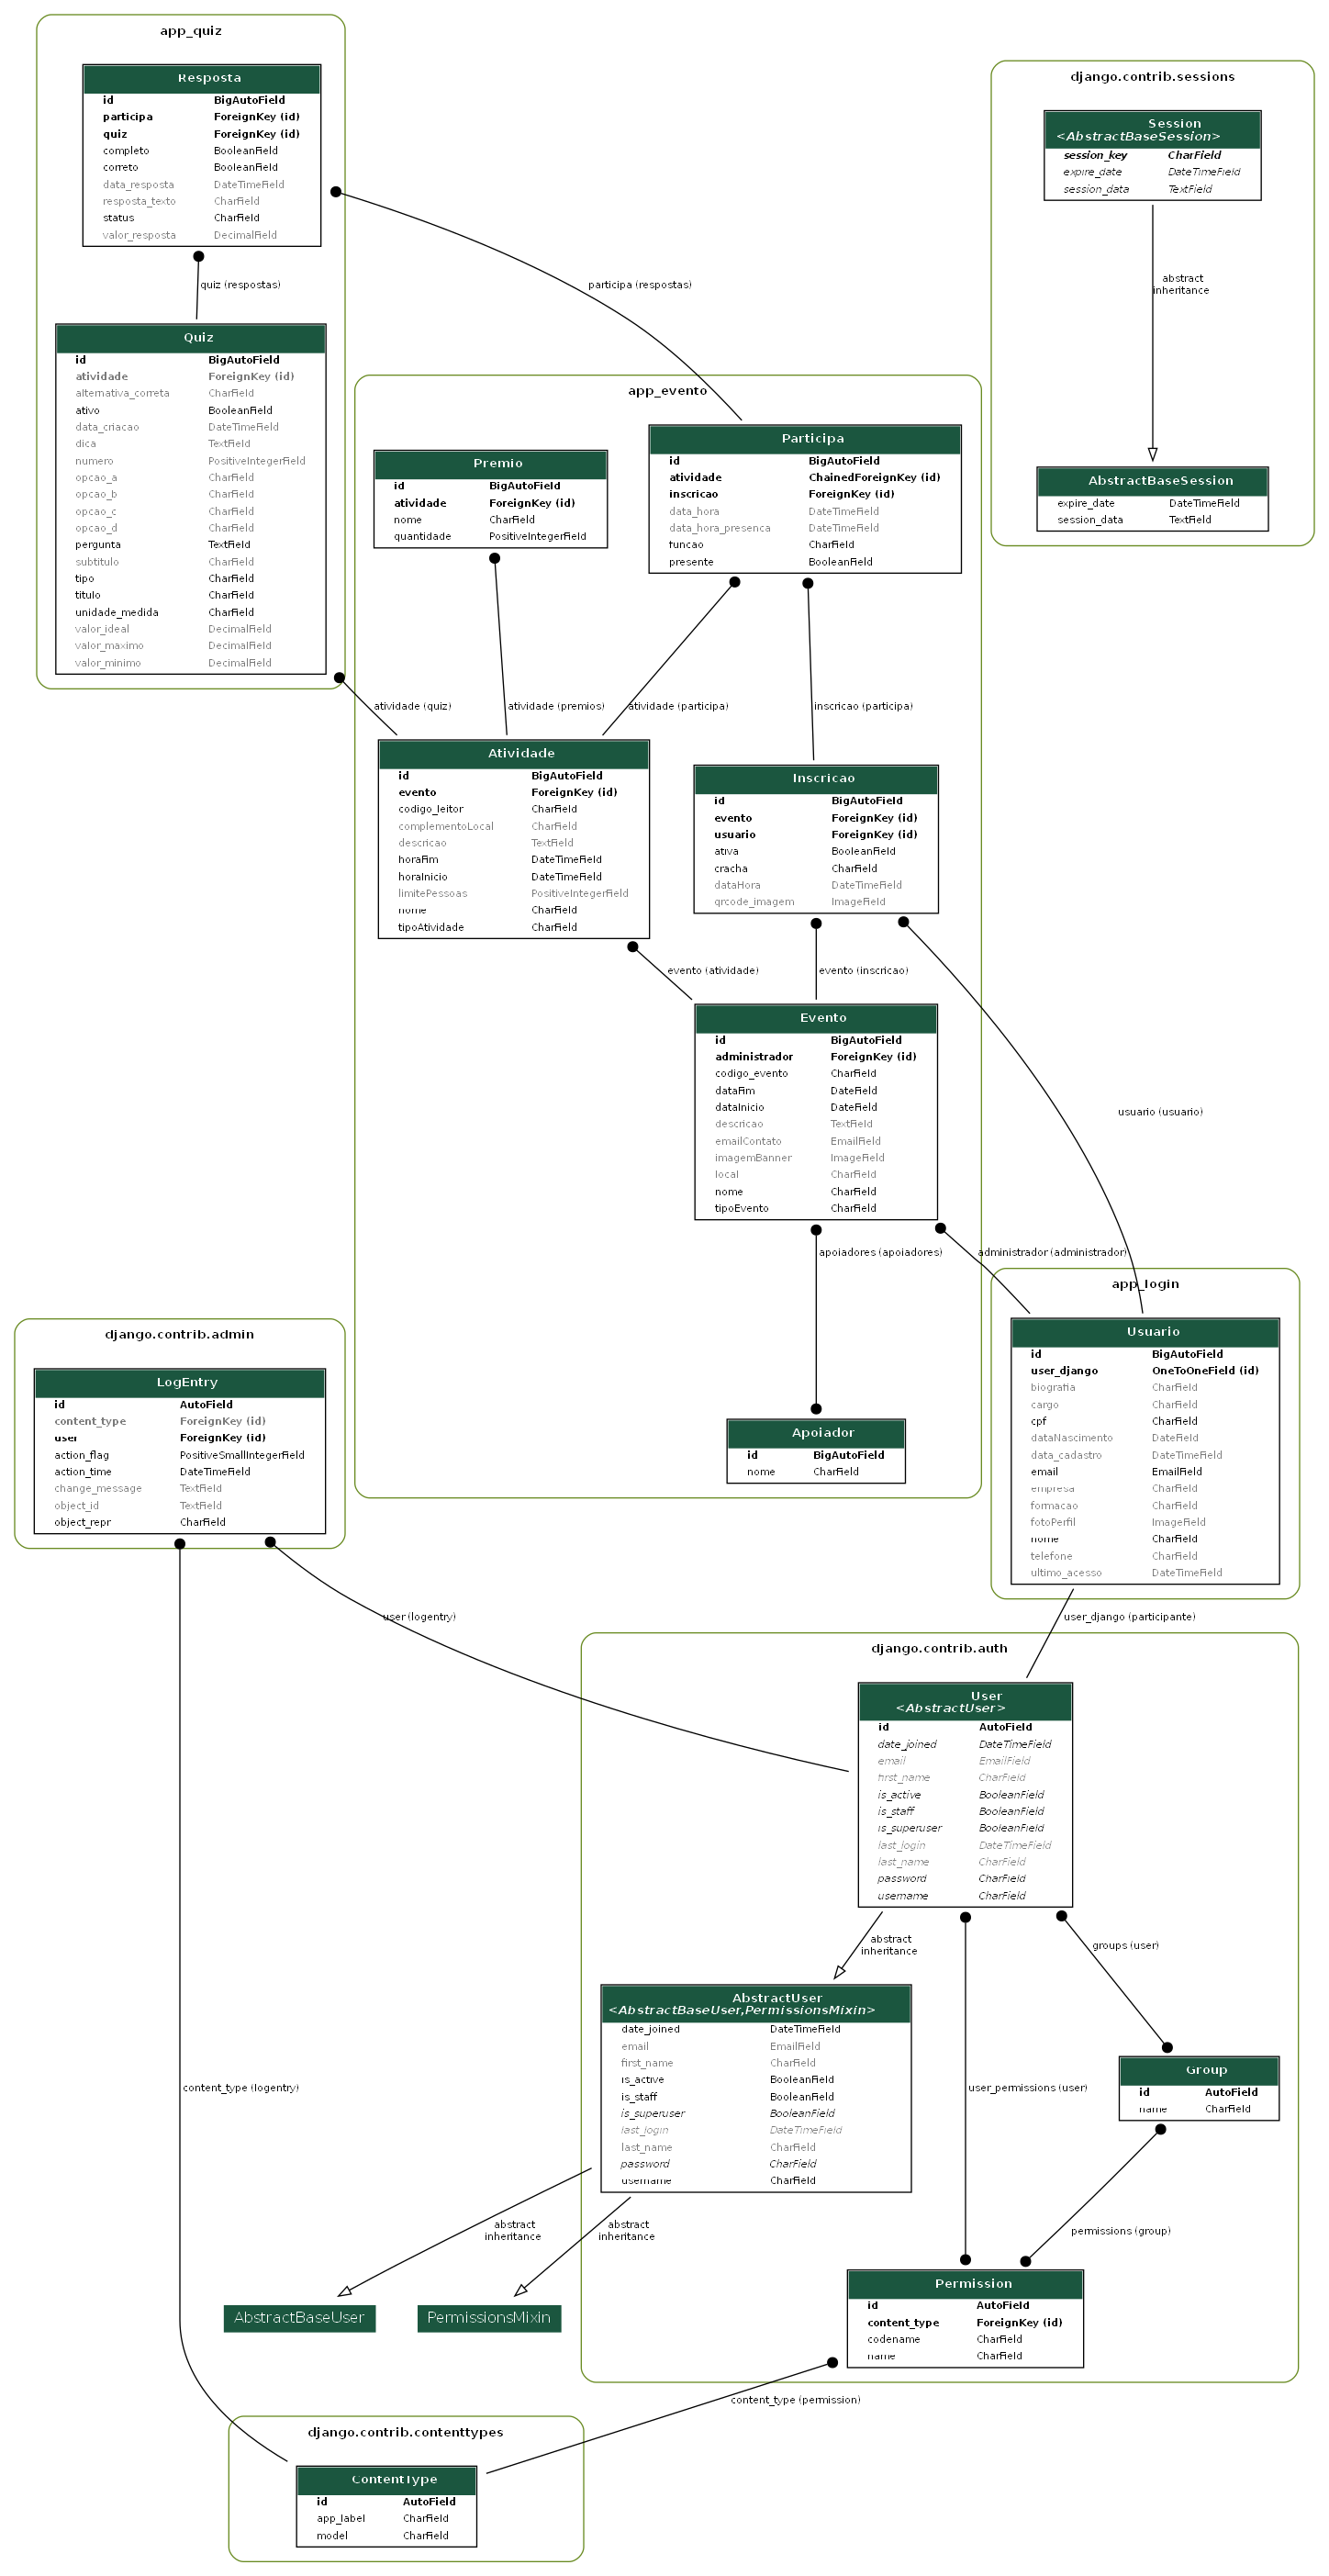 app_quiz
Resposta
id BigAutoField
participa ForeignKey (id)
quiz ForeignKey (id)
completo BooleanField
correto BooleanField
data_resposta DateTimeField
resposta_texto CharField
status CharField
valor_resposta DecimalField
quiz (respostas)
participa (respostas)
Quiz
id BigAutoField
atividade ForeignKey (id)
alternativa_correta CharField
ativo BooleanField
data_criacao DateTimeField
dica TextField
numero PositiveIntegerField
opcao_a CharField
opcao_b CharField
opcao_c CharField
opcao_d CharField
pergunta TextField
subtitulo CharField
tipo CharField
titulo CharField
unidade_medida CharField
valor_ideal DecimalField
valor_maximo DecimalField
valor_minimo DecimalField
django.contrib.sessions
Session
<AbstractBaseSession>
session_key CharField
expire_date DateTimeField
session_data TextField
abstract
inheritance
AbstractBaseSession
expire_date DateTimeField
session_data TextField
app_evento
Premio
id BigAutoField
atividade ForeignKey (id)
nome CharField
quantidade PositiveIntegerField
Participa
id BigAutoField
atividade ChainedForeignKey (id)
inscricao ForeignKey (id)
data_hora DateTimeField
data_hora_presenca DateTimeField
funcao CharField
presente BooleanField
atividade (quiz)
atividade (premios)
atividade (participa)
inscricao (participa)
Atividade
id BigAutoField
evento ForeignKey (id)
codigo_leitor CharField
complementoLocal CharField
descricao TextField
horaFim DateTimeField
horaInicio DateTimeField
limitePessoas PositiveIntegerField
nome CharField
tipoAtividade CharField
Inscricao
id BigAutoField
evento ForeignKey (id)
usuario ForeignKey (id)
ativa BooleanField
cracha CharField
dataHora DateTimeField
qrcode_imagem ImageField
evento (atividade)
evento (inscricao)
usuario (usuario)
Evento
id BigAutoField
administrador ForeignKey (id)
codigo_evento CharField
dataFim DateField
dataInicio DateField
descricao TextField
emailContato EmailField
imagemBanner ImageField
local CharField
nome CharField
tipoEvento CharField
apoiadores (apoiadores)
administrador (administrador)
Apoiador
id BigAutoField
nome CharField
app_login
Usuario
id BigAutoField
user_django OneToOneField (id)
biografia CharField
cargo CharField
cpf CharField
dataNascimento DateField
data_cadastro DateTimeField
email EmailField
empresa CharField
formacao CharField
fotoPerfil ImageField
nome CharField
telefone CharField
ultimo_acesso DateTimeField
django.contrib.admin
LogEntry
id AutoField
content_type ForeignKey (id)
user ForeignKey (id)
action_flag PositiveSmallIntegerField
action_time DateTimeField
change_message TextField
object_id TextField
object_repr CharField
user (logentry)
user_django (participante)
django.contrib.auth
User
<AbstractUser>
id AutoField
date_joined DateTimeField
email EmailField
first_name CharField
is_active BooleanField
is_staff BooleanField
is_superuser BooleanField
last_login DateTimeField
last_name CharField
password CharField
username CharField
abstract
inheritance
groups (user)
AbstractUser
<AbstractBaseUser,PermissionsMixin>
date_joined DateTimeField
email EmailField
first_name CharField
is_active BooleanField
is_staff BooleanField
is_superuser BooleanField
last_login DateTimeField
last_name CharField
password CharField
username CharField
content_type (logentry)
user_permissions (user)
Group
id AutoField
name CharField
abstract
inheritance
abstract
inheritance
permissions (group)
AbstractBaseUser
PermissionsMixin
Permission
id AutoField
content_type ForeignKey (id)
codename CharField
name CharField
content_type (permission)
django.contrib.contenttypes
ContentType
id AutoField
app_label CharField
model CharField